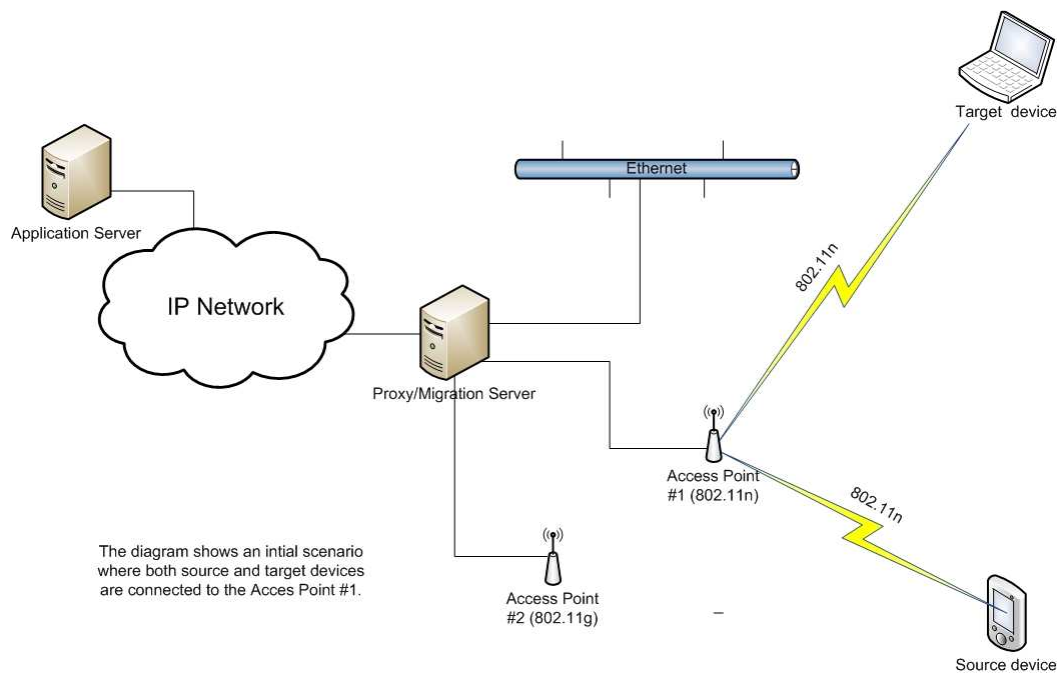 Target device
Ethernet
Application Server
802.11n
IP Network
Proxy/Migration Server
Access Point
#1 (802.11n)
802.11n
The diagram shows an intial scenario
where both source and target devices
are connected to the Acces Point #1.
Access Point
#2 (802.11g)
Source device